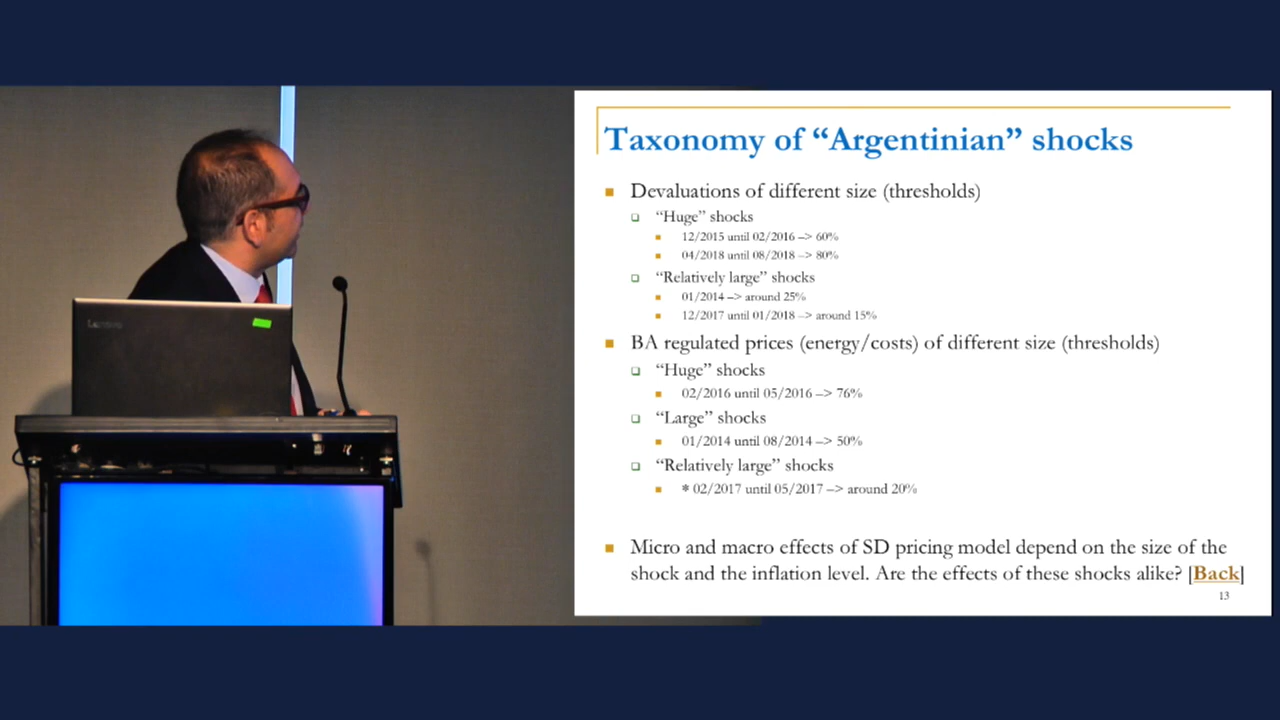 Taxonomy of “Argentinian” shocks
Devaluations of different size (thresholds)
“Huge” shocks
12/2015 until 02/2016 –> 60%
04/2018 until 08/2018 –> 80%
“Relatively large” shocks
01/2014 –> around 25%
12/2017 until 01/2018 –> around 15%
BA regulated prices (energy/costs) of different size (thresholds)
“Huge” shocks
02/2016 until 05/2016 –> 76%
“Large” shocks
01/2014 until 08/2014 –> 50%
“Relatively large” shocks
* 02/2017 until 05/2017 –> around 20%
Micro and macro effects of SD pricing model depend on the size of the
shock and the inflation level. Are the effects of these shocks alike? [Back]
13
Lenovo